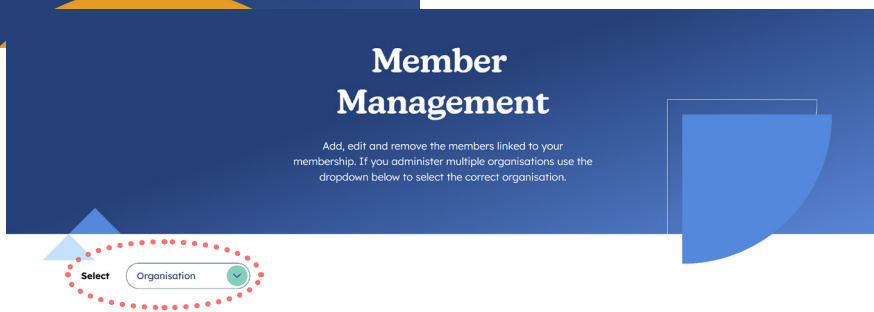 Member
Management
Add, edit and remove the members linked to your
membership. If you administer multiple organisations use the
dropdown below to select the correct organisation.
Select Organisation